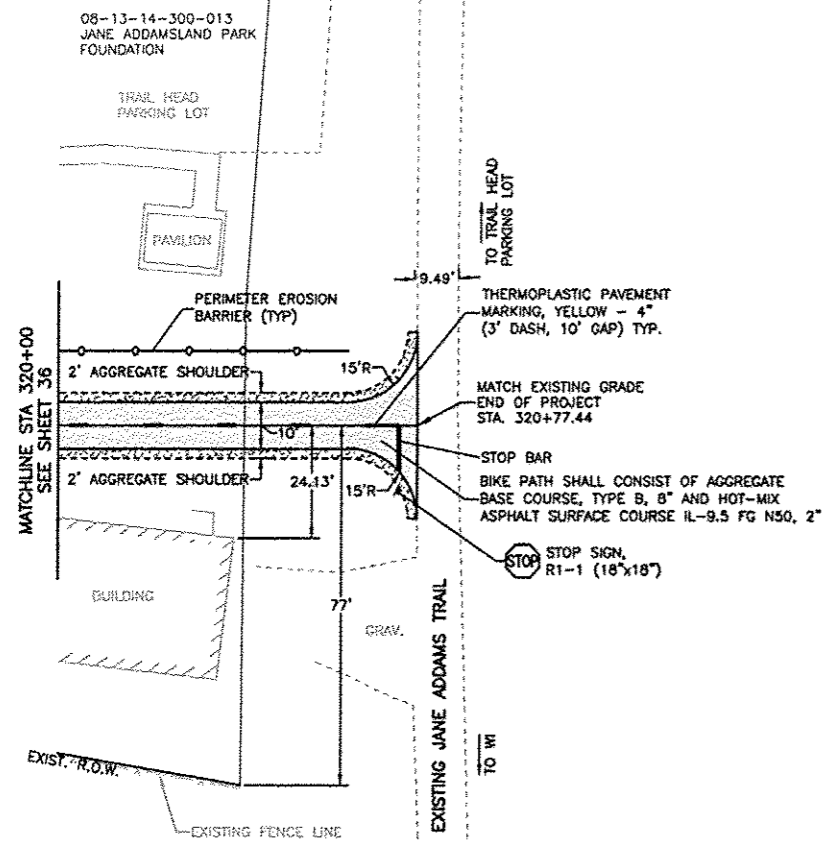 08-13-14-300-013
JANE ADDAMSLAND PARK
FOUNDATION
TRAIL HEAD
PARKING LOT
PAVILION
TO TRAIL HEAD
PARKING LOT
9.49'
PERIMETER EROSION
BARRIER (TYP)
THERMOPLASTIC PAVEMENT
MARKING, YELLOW - 4"
(3' DASH, 10' GAP) TYP.
MATCHLINE STA 320+00
SEE SHEET 36
2' AGGREGATE SHOULDER
15'R
MATCH EXISTING GRADE
END OF PROJECT
STA. 320+77.44
10'
STOP BAR
2' AGGREGATE SHOULDER
24.13'
15'R
BIKE PATH SHALL CONSIST OF AGGREGATE
BASE COURSE, TYPE B, 8" AND HOT-MIX
ASPHALT SURFACE COURSE IL-9.5 FG N50, 2"
STOP
STOP SIGN,
R1-1 (18"x18")
BUILDING
77'
GRAV.
EXISTING JANE ADDAMS TRAIL
TO WI
EXIST. R.O.W.
EXISTING FENCE LINE